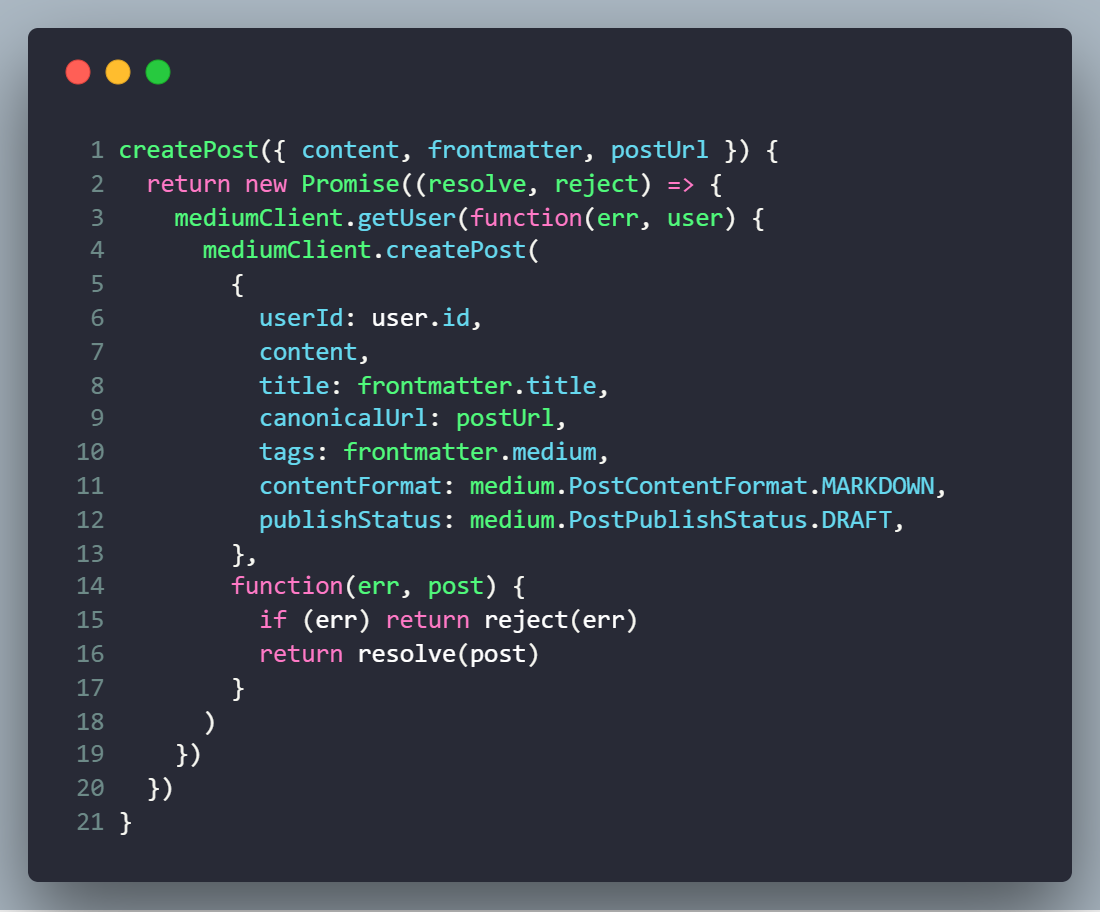 1 createPost({ content, frontmatter, postUrl }) {
2   return new Promise((resolve, reject) => {
3     mediumClient.getUser(function(err, user) {
4       mediumClient.createPost(
5         {
6           userId: user.id,
7           content,
8           title: frontmatter.title,
9           canonicalUrl: postUrl,
10           tags: frontmatter.medium,
11           contentFormat: medium.PostContentFormat.MARKDOWN,
12           publishStatus: medium.PostPublishStatus.DRAFT,
13         },
14         function(err, post) {
15           if (err) return reject(err)
16           return resolve(post)
17         }
18       )
19     })
20   })
21 }